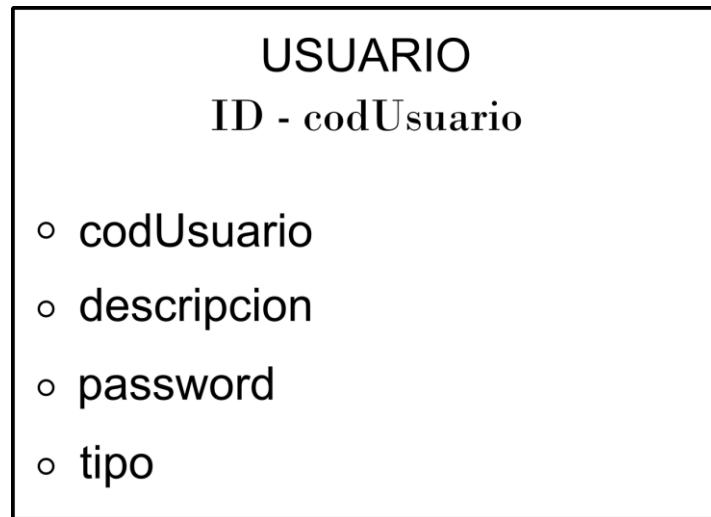 USUARIO
ID - codUsuario
codUsuario
descripcion
password
tipo